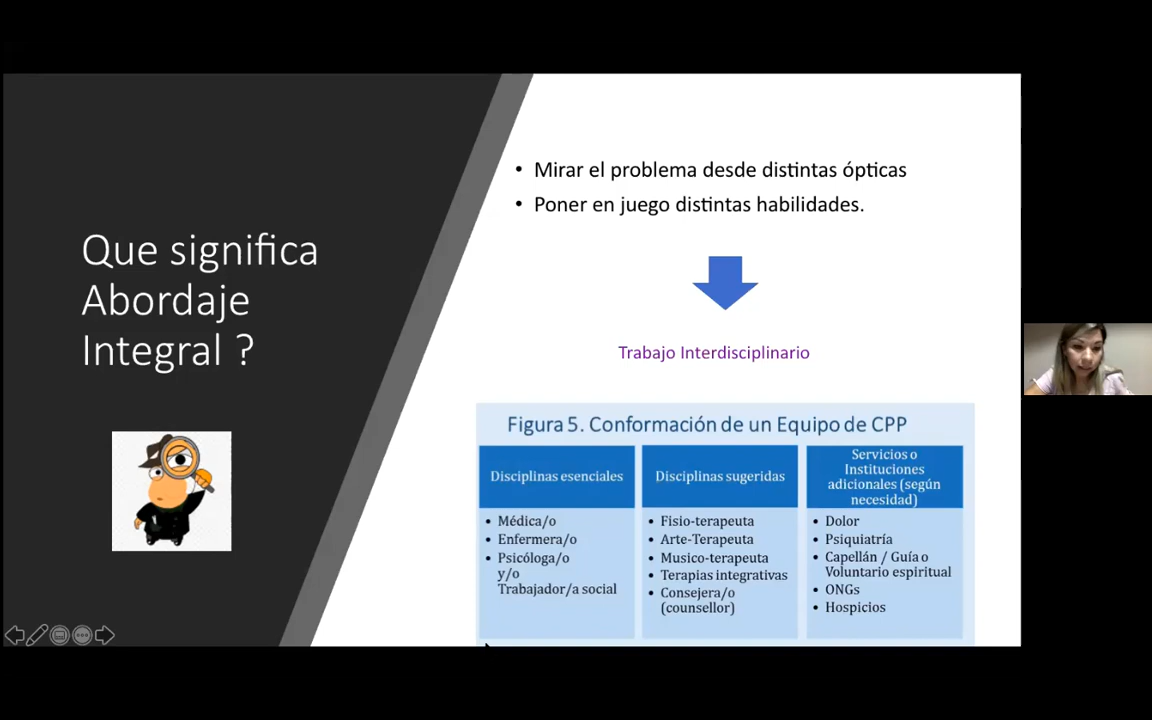 Que significa
Abordaje
Integral ?
• Mirar el problema desde distintas ópticas
• Poner en juego distintas habilidades.
Trabajo Interdisciplinario
Figura 5. Conformación de un Equipo de CPP
Disciplinas esenciales
• Médica/o
• Enfermera/o
• Psicóloga/o
y/o
Trabajador/a social
Disciplinas sugeridas
• Fisio-terapeuta
• Arte-Terapeuta
• Musico-terapeuta
• Terapias integrativas
• Consejera/o
(counsellor)
Servicios o
Instituciones
adicionales (según
necesidad)
• Dolor
• Psiquiatría
• Capellán / Guía o
Voluntario espiritual
• ONGs
• Hospicios